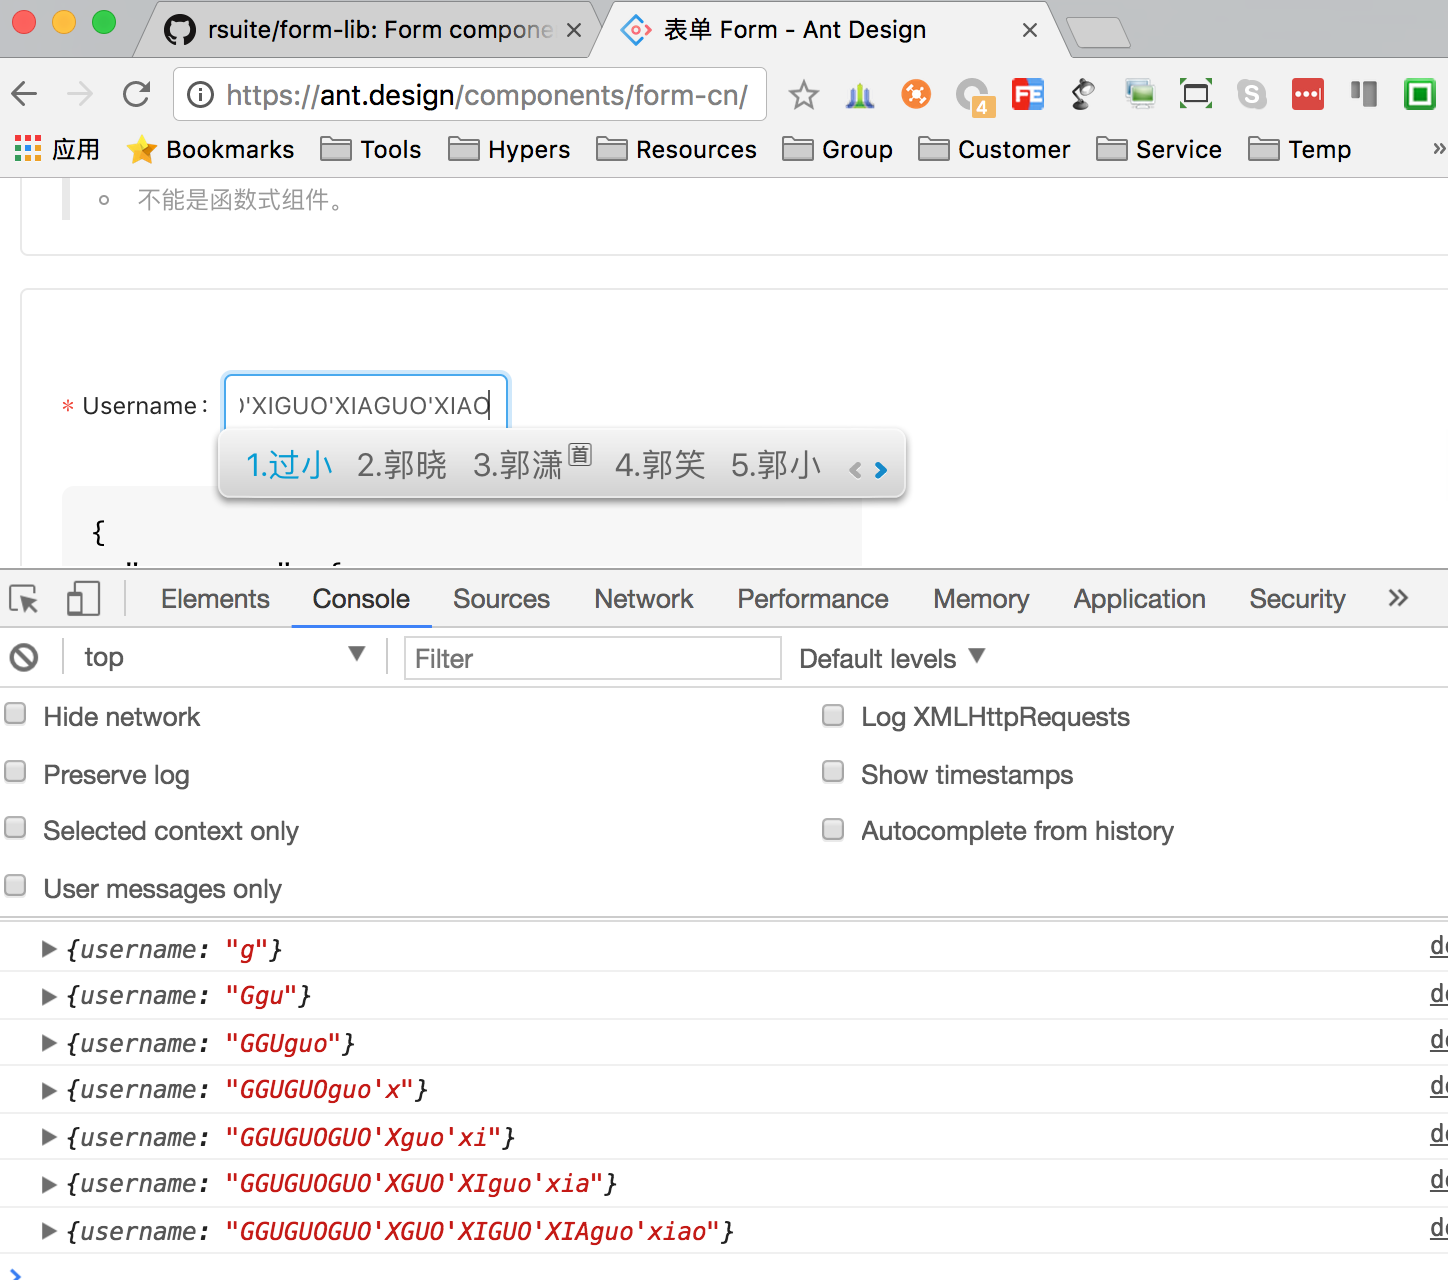 rsuite/form-lib: Form compone
表单 Form - Ant Design
https://ant.design/components/form-cn/
4
FE
S
应用
Bookmarks
Tools
Hypers
Resources
Group
Customer
Service
Temp
»
不能是函数式组件。
* Username :
'XIGUO'XIAGUO'XIAO
1.过小 2.郭晓 3.郭潇首 4.郭笑 5.郭小
{
Elements Console Sources Network Performance Memory Application Security »
top
Filter
Default levels
Hide network
Log XMLHttpRequests
Preserve log
Show timestamps
Selected context only
Autocomplete from history
User messages only
{username: "g"}
{username: "Ggu"}
{username: "GGUguo"}
{username: "GGUGUOguo'x"}
{username: "GGUGUOGUO'Xguo'xi"}
{username: "GGUGUOGUO'XGUO'XIguo'xia"}
{username: "GGUGUOGUO'XGUO'XIGUO'XIAguo'xiao"}